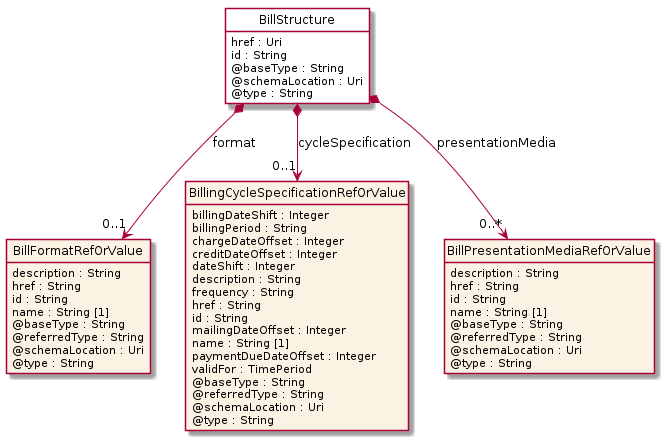 BillStructure
href : Uri
id : String
@baseType : String
@schemaLocation : Uri
@type : String
format
cycleSpecification
presentationMedia
0..1
0..1
0..*
BillFormatRefOrValue
description : String
href : String
id : String
name : String [1]
@baseType : String
@referredType : String
@schemaLocation : Uri
@type : String
BillingCycleSpecificationRefOrValue
billingDateShift : Integer
billingPeriod : String
chargeDateOffset : Integer
creditDateOffset : Integer
dateShift : Integer
description : String
frequency : String
href : String
id : String
mailingDateOffset : Integer
name : String [1]
paymentDueDateOffset : Integer
validFor : TimePeriod
@baseType : String
@referredType : String
@schemaLocation : Uri
@type : String
BillPresentationMediaRefOrValue
description : String
href : String
id : String
name : String [1]
@baseType : String
@referredType : String
@schemaLocation : Uri
@type : String